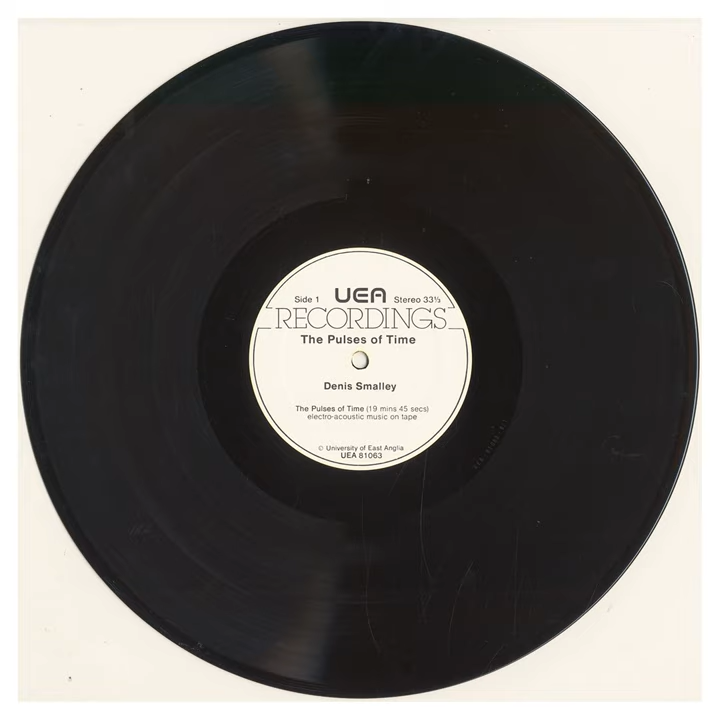 Side 1 UEA Stereo 33⅓
RECORDINGS
The Pulses of Time
Denis Smalley
The Pulses of Time (19 mins 45 secs)
electro-acoustic music on tape
© University of East Anglia
UEA 81063